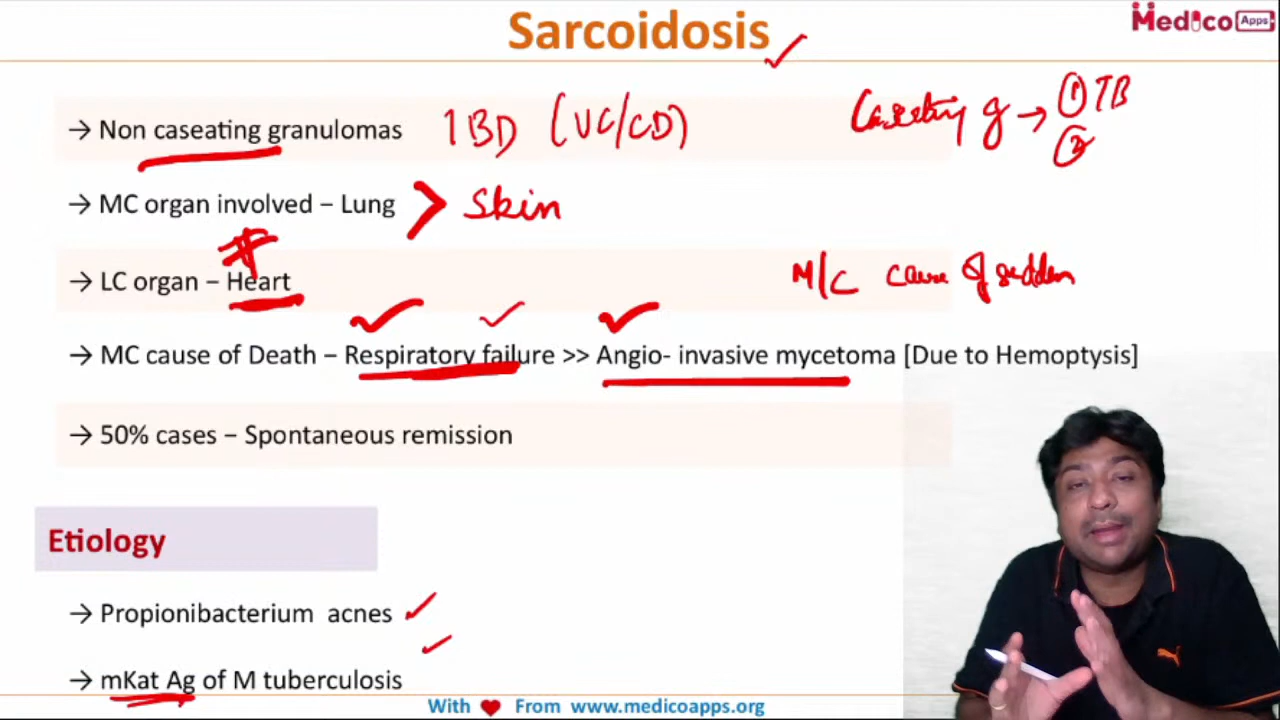 Sarcoidosis
Medico Apps
→ Non caseating granulomas IBD (UC/CD)
Caseating g → ① TB
②
→ MC organ involved – Lung > Skin
→ LC organ – Heart
M/C cause of sudden
→ MC cause of Death – Respiratory failure >> Angio- invasive mycetoma [Due to Hemoptysis]
→ 50% cases – Spontaneous remission
Etiology
→ Propionibacterium acnes
→ mKat Ag of M tuberculosis
With ❤ From www.medicoapps.org